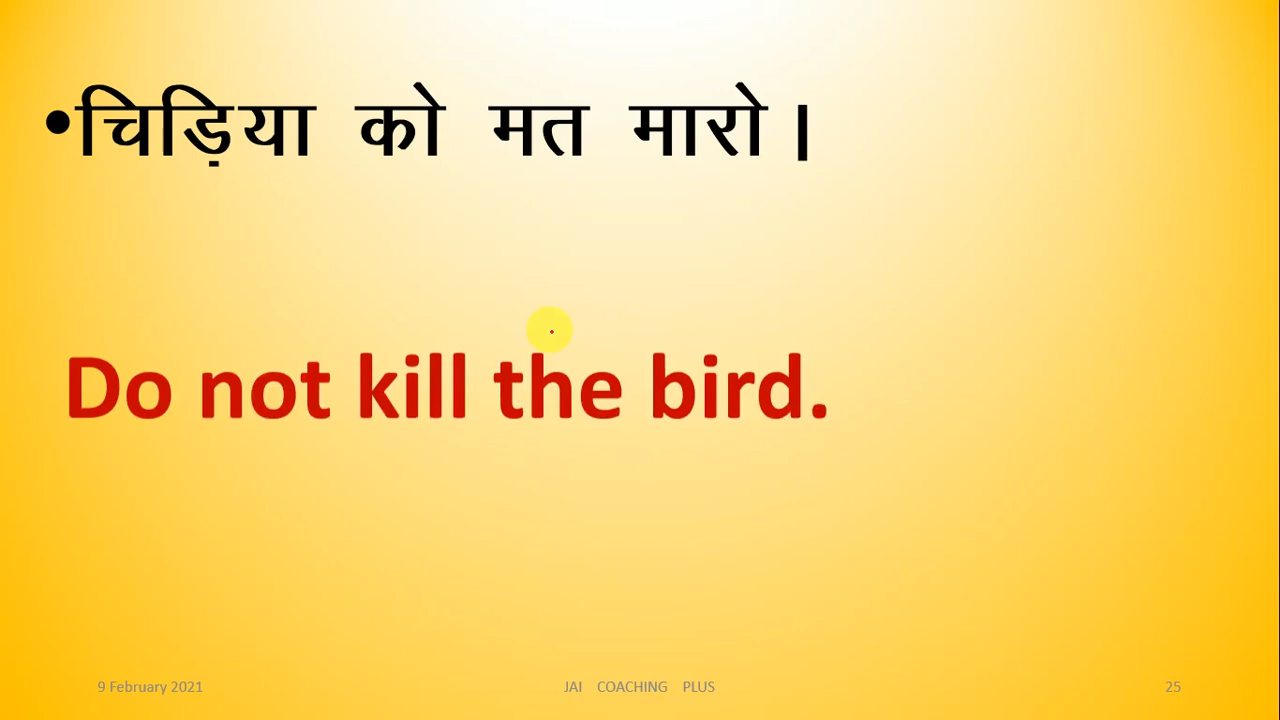 •चिड़िया को मत मारो ।
Do not kill the bird.
9 February 2021 JAI COACHING PLUS 25